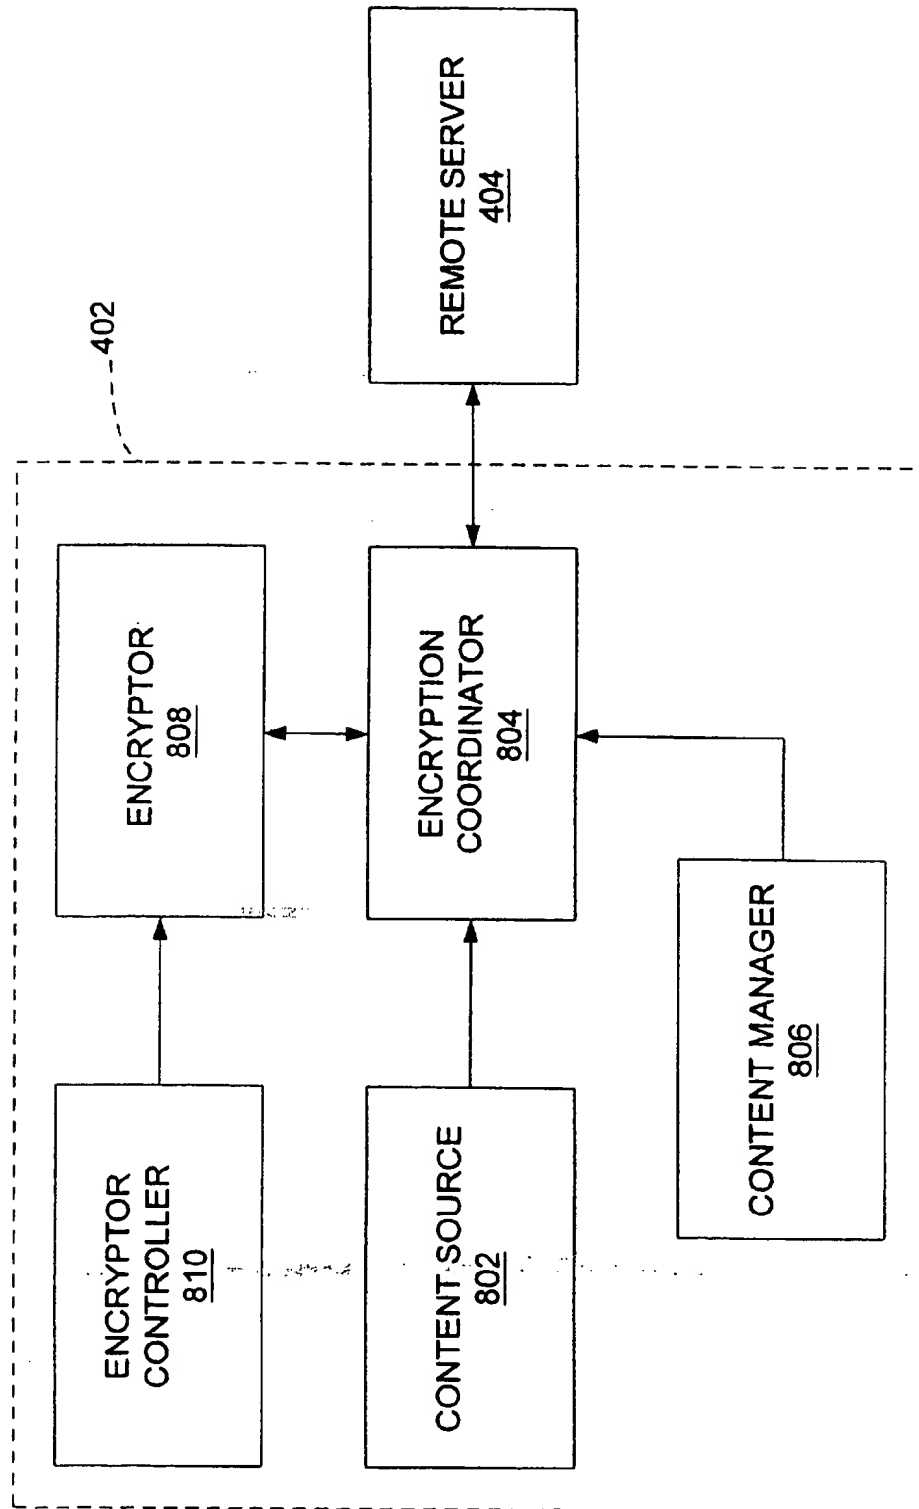 402
ENCRYPTOR
CONTROLLER
810
ENCRYPTOR
808
CONTENT SOURCE
802
ENCRYPTION
COORDINATOR
804
REMOTE SERVER
404
CONTENT MANAGER
806